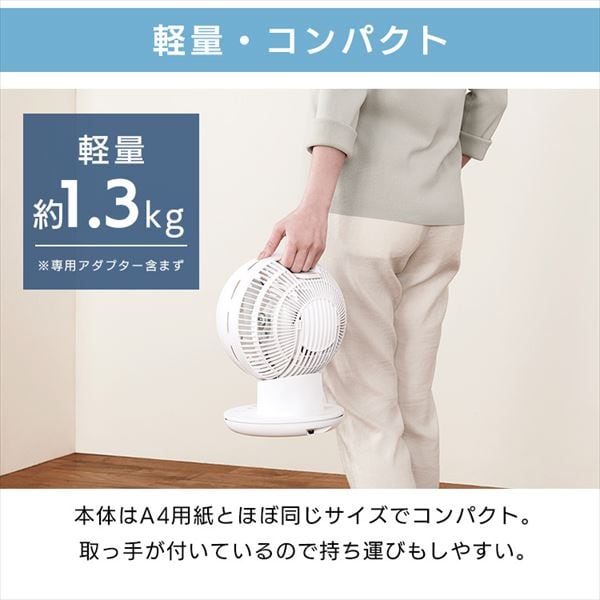 軽量・コンパクト
軽量
約1.3kg
※専用アダプター含まず
本体はA4用紙とほぼ同じサイズでコンパクト。
取っ手が付いているので持ち運びもしやすい。